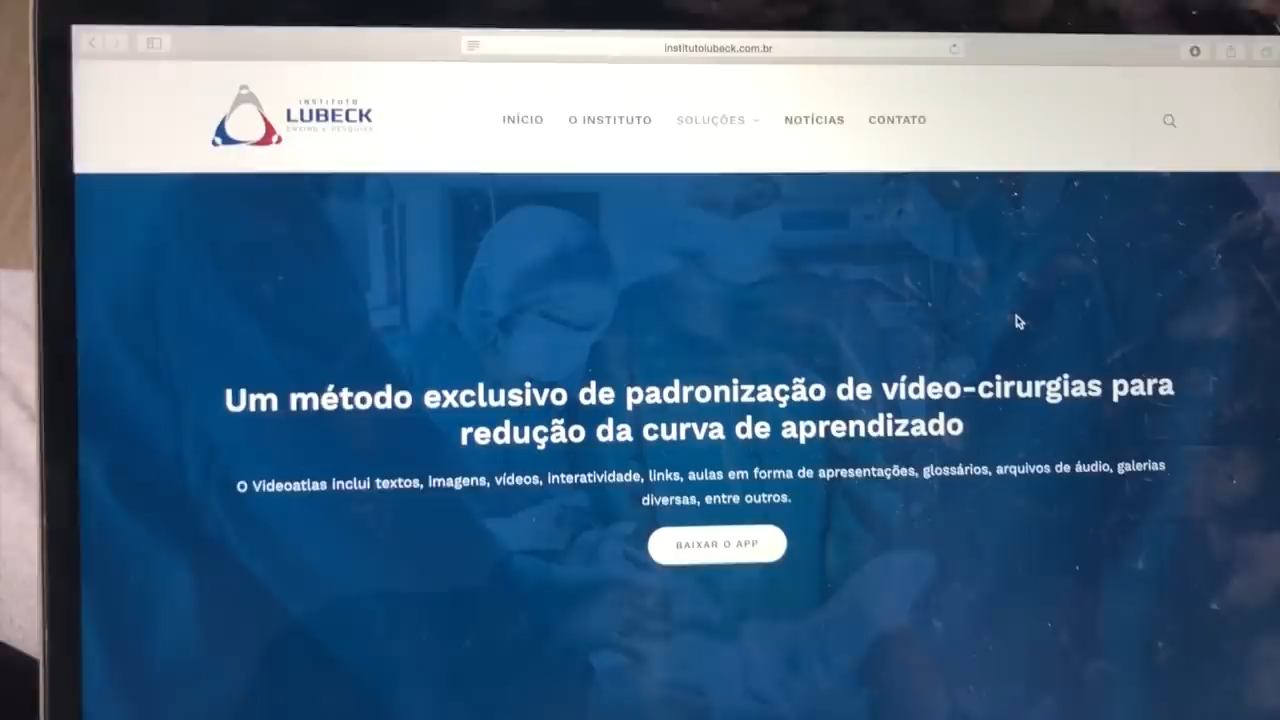 institutolubeck.com.br
INSTITUTO
LUBECK
ENSINO & PESQUISA
INÍCIO O INSTITUTO SOLUÇÕES NOTÍCIAS CONTATO
Um método exclusivo de padronização de vídeo-cirurgias para
redução da curva de aprendizado
O Videoatlas inclui textos, imagens, vídeos, interatividade, links, aulas em forma de apresentações, glossários, arquivos de áudio, galerias
diversas, entre outros.
BAIXAR O APP